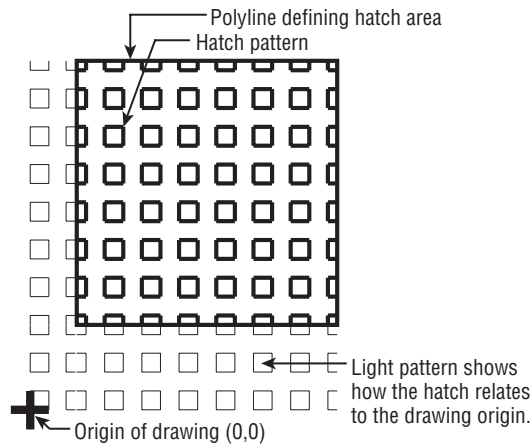 Polyline defining hatch area
Hatch pattern
Light pattern shows
how the hatch relates
to the drawing origin.
Origin of drawing (0,0)